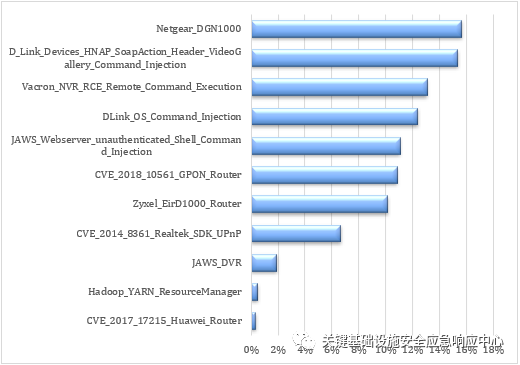 Netgear_DGN1000
D_Link_Devices_HNAP_SoapAction_Header_VideoG
allery_Command_Injection
Vacron_NVR_RCE_Remote_Command_Execution
DLink_OS_Command_Injection
JAWS_Webserver_unauthenticated_Shell_Comman
d_Injection
CVE_2018_10561_GPON_Router
Zyxel_EirD1000_Router
CVE_2014_8361_Realtek_SDK_UPnP
JAWS_DVR
Hadoop_YARN_ResourceManager
CVE_2017_17215_Huawei_Router
关键基础设施安全应急响应中心
0% 2% 4% 6% 8% 10% 12% 14% 16% 18%